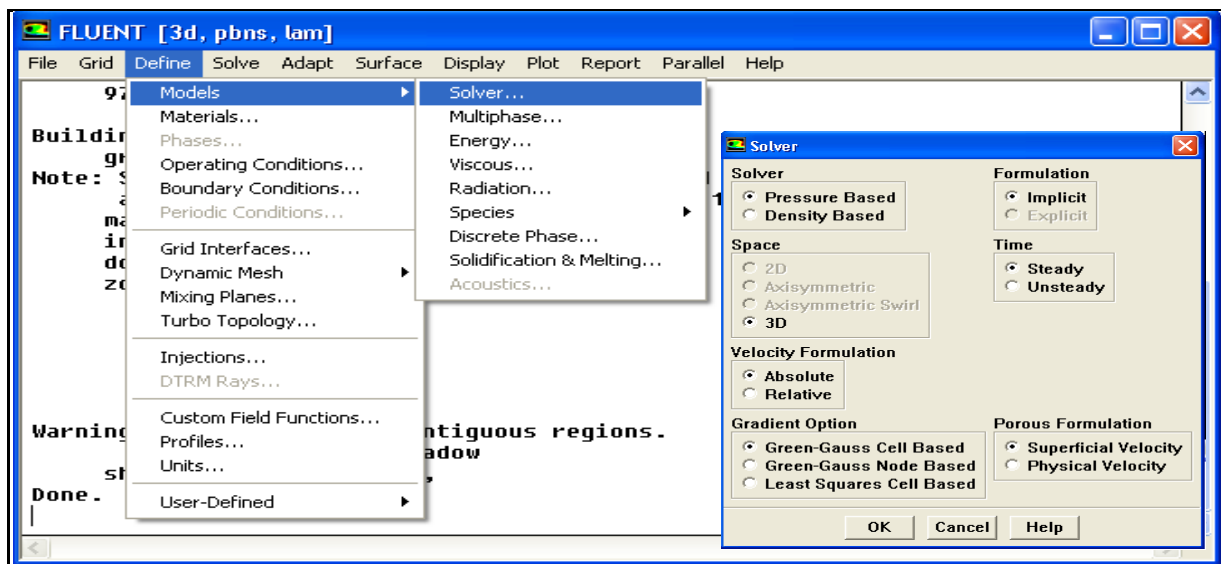 FLUENT [3d, pbns, lam]
File Grid Define Solve Adapt Surface Display Plot Report Parallel Help
97
Building
Note:
Warning
ntiguous regions.
adow
Done.
Models
Materials...
Phases...
Operating Conditions...
Boundary Conditions...
Periodic Conditions...
Grid Interfaces...
Dynamic Mesh
Mixing Planes...
Turbo Topology...
Injections...
DTRM Rays...
Custom Field Functions...
Profiles...
Units...
User-Defined
Solver...
Multiphase...
Energy...
Viscous...
Radiation...
Species
Discrete Phase...
Solidification & Melting...
Acoustics...
Solver
Solver
Pressure Based
Density Based
Formulation
Implicit
Explicit
Space
2D
Axisymmetric
Axisymmetric Swirl
3D
Time
Steady
Unsteady
Velocity Formulation
Absolute
Relative
Gradient Option
Green-Gauss Cell Based
Green-Gauss Node Based
Least Squares Cell Based
Porous Formulation
Superficial Velocity
Physical Velocity
OK Cancel Help